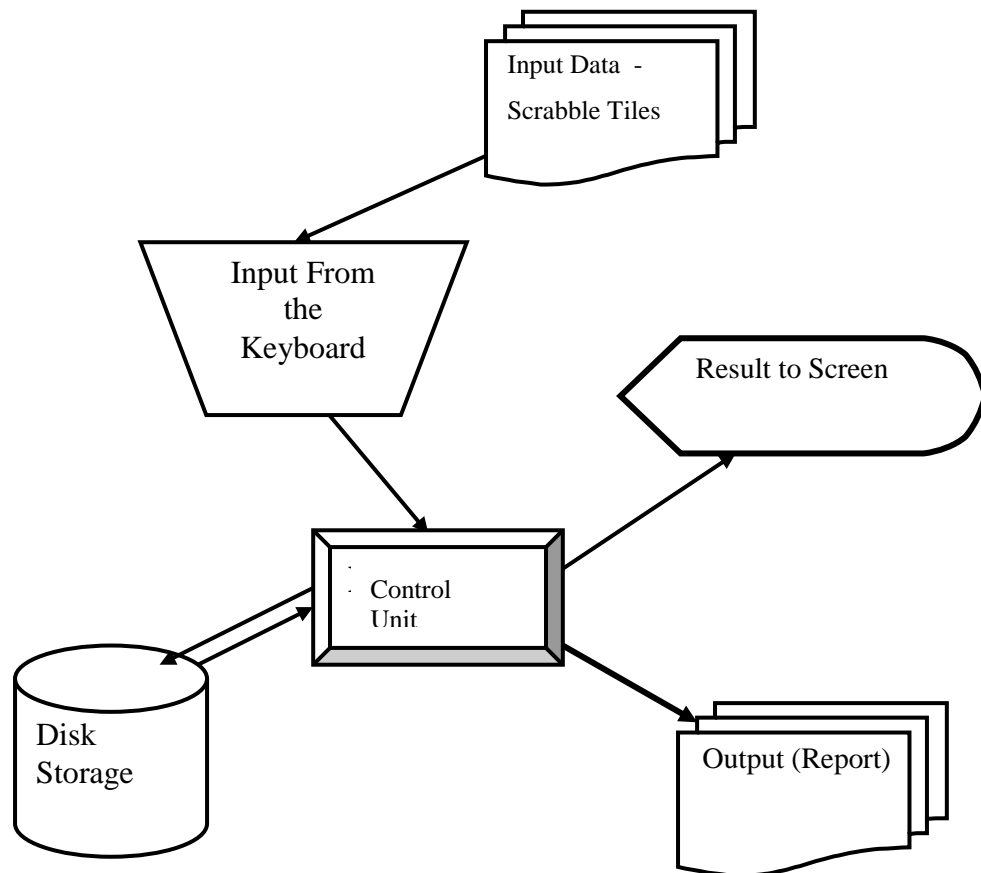 Input Data -
Scrabble Tiles
Input From
the
Keyboard
Result to Screen
Control
Unit
Disk
Storage
Output (Report)